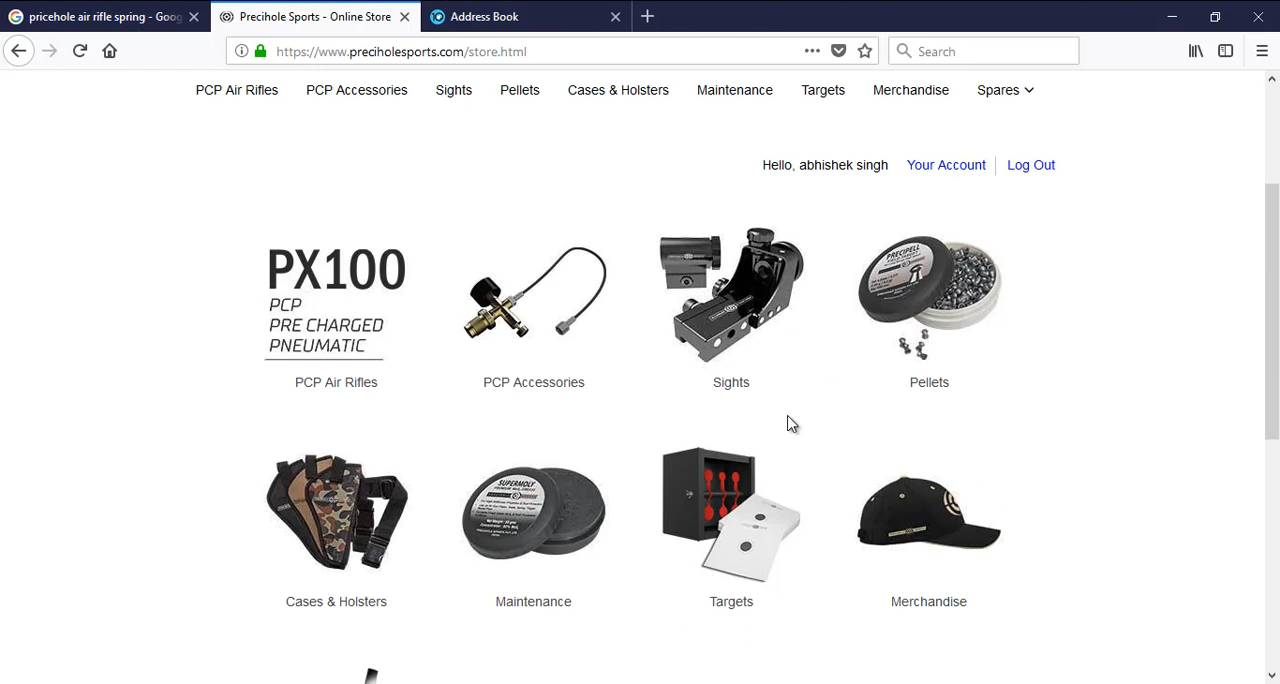 pricehole air rifle spring - Goog
Precihole Sports - Online Store
Address Book
https://www.preciholesports.com/store.html
Search
PCP Air Rifles PCP Accessories Sights Pellets Cases & Holsters Maintenance Targets Merchandise Spares
Hello, abhishek singh Your Account Log Out
PX100
PCP
PRE CHARGED
PNEUMATIC
PRECIPELL
PCP Air Rifles PCP Accessories Sights Pellets
SUPERMOLY
Cases & Holsters Maintenance Targets Merchandise